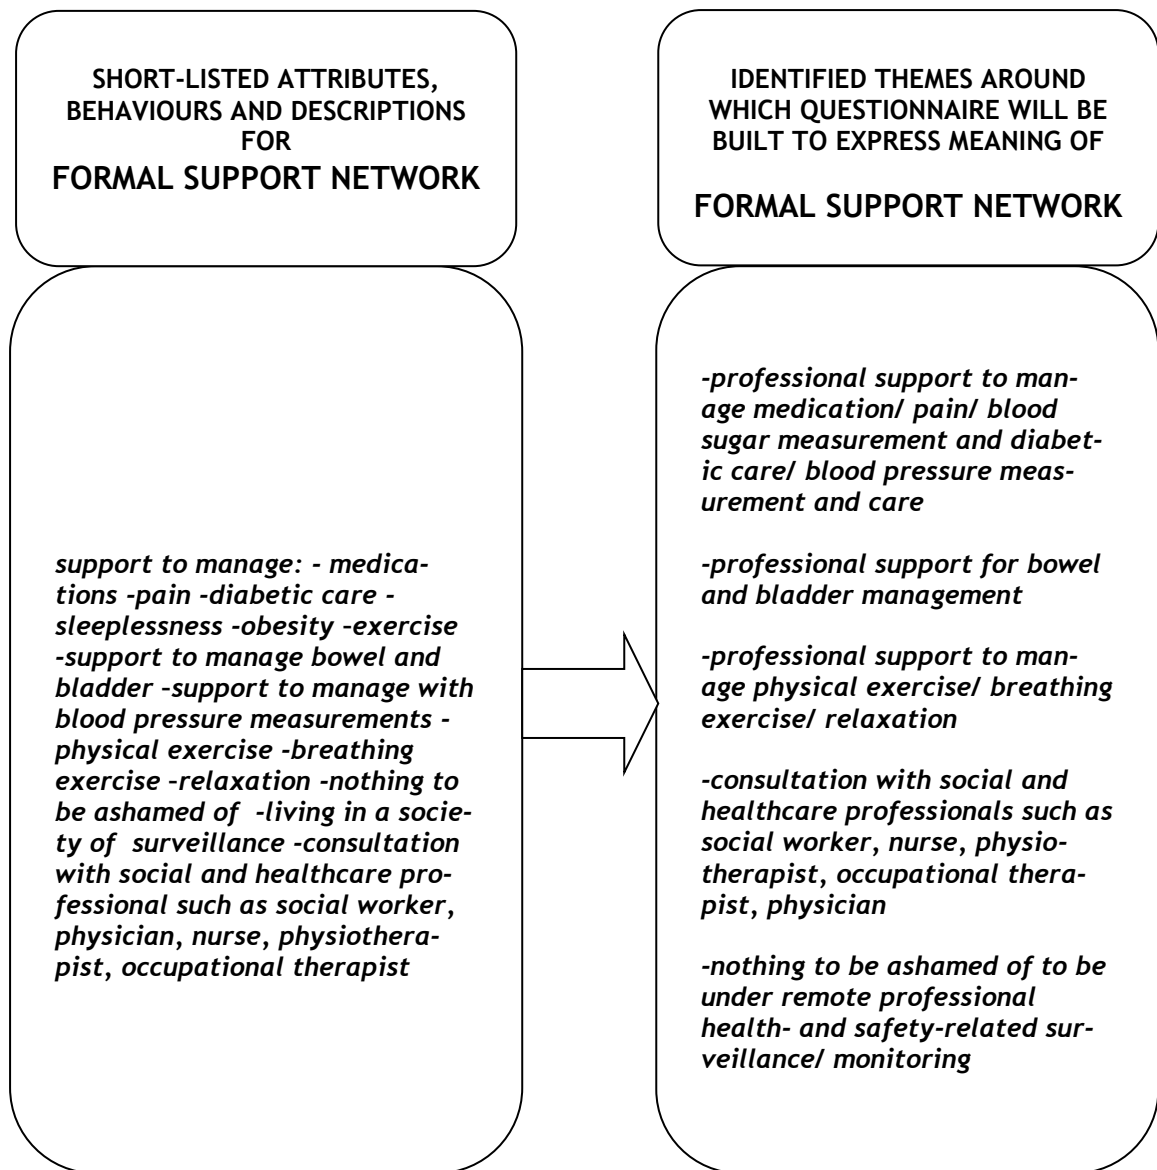 SHORT-LISTED ATTRIBUTES,
BEHAVIOURS AND DESCRIPTIONS
FOR
FORMAL SUPPORT NETWORK
support to manage: - medica-
tions -pain -diabetic care -
sleeplessness -obesity –exercise
-support to manage bowel and
bladder –support to manage with
blood pressure measurements -
physical exercise -breathing
exercise –relaxation -nothing to
be ashamed of -living in a socie-
ty of surveillance -consultation
with social and healthcare pro-
fessional such as social worker,
physician, nurse, physiothera-
pist, occupational therapist
IDENTIFIED THEMES AROUND
WHICH QUESTIONNAIRE WILL BE
BUILT TO EXPRESS MEANING OF
FORMAL SUPPORT NETWORK
-professional support to man-
age medication/ pain/ blood
sugar measurement and diabet-
ic care/ blood pressure meas-
urement and care
-professional support for bowel
and bladder management
-professional support to man-
age physical exercise/ breathing
exercise/ relaxation
-consultation with social and
healthcare professionals such as
social worker, nurse, physio-
therapist, occupational thera-
pist, physician
-nothing to be ashamed of to be
under remote professional
health- and safety-related sur-
veillance/ monitoring